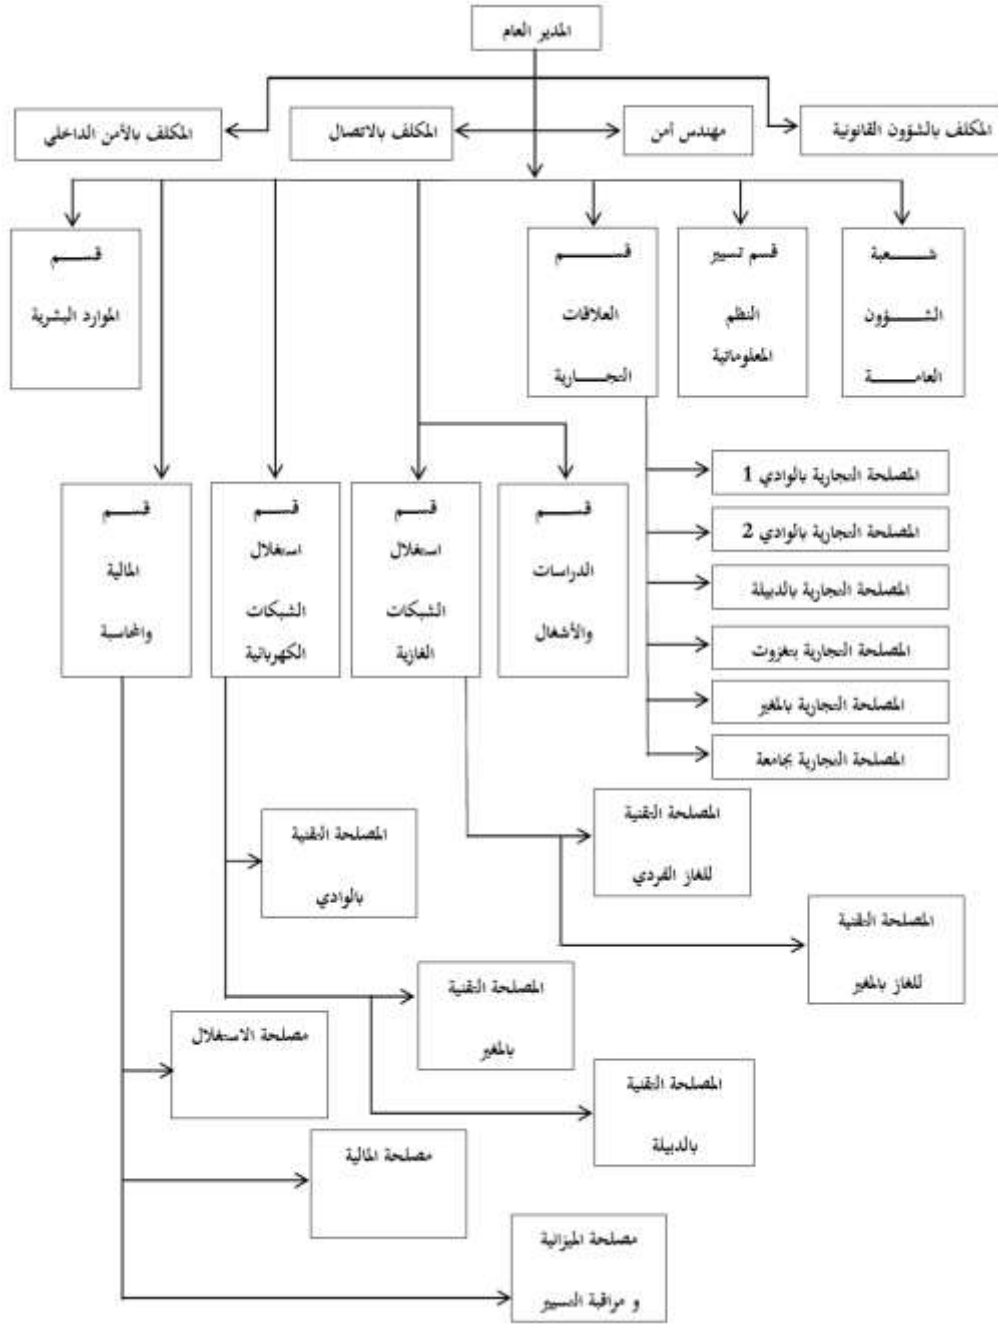 المدير العام
المكلف بالشؤون القانونية
مهندس أمن
المكلف بالاتصال
المكلف بالأمن الداخلي
شعبة
الشؤون
العامة
قسم تسيير
النظم
المعلوماتية
قسم
العلاقات
التجارية
قسم
الموارد البشرية
المصلحة التجارية بالوادي 1
المصلحة التجارية بالوادي 2
المصلحة التجارية بالدبيلة
المصلحة التجارية بتغزوت
المصلحة التجارية بالمغير
المصلحة التجارية بجامعة
قسم
الدراسات
والأشغال
قسم
استغلال
الشبكات
الغازية
قسم
استغلال
الشبكات
الكهربائية
قسم
المالية
والمحاسبة
المصلحة التقنية
للغاز الفردي
المصلحة التقنية
بالوادي
المصلحة التقنية
للغاز بالمغير
المصلحة التقنية
بالمغير
مصلحة الاستغلال
المصلحة التقنية
بالدبيلة
مصلحة المالية
مصلحة الميزانية
و مراقبة التسيير